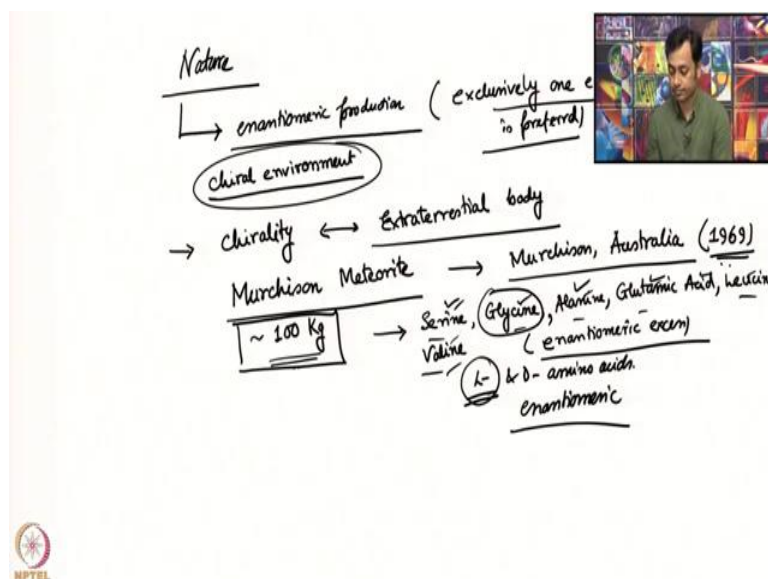 Nature
enantiomeric production ( exclusively one e
is preferred)
chiral environment
→ chirality ↔ Extraterrestial body
Murchison Meteorite → Murchison, Australia (1969)
~ 100 Kg → Serine, Glycine, Alanine, Glutamic Acid, Leucin
Valine ( enantiomeric excess)
L- & D- amino acids.
enantiomeric
NPTEL